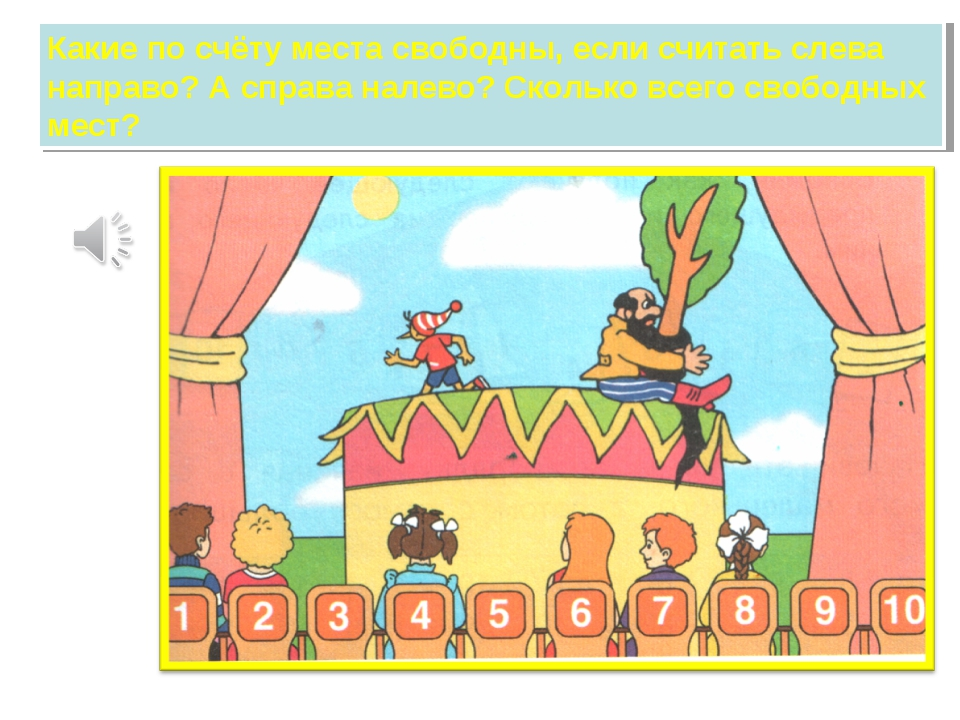 Какие по счёту места свободны, если считать слева
направо? А справа налево? Сколько всего свободных
мест?
1 2 3 4 5 6 7 8 9 10